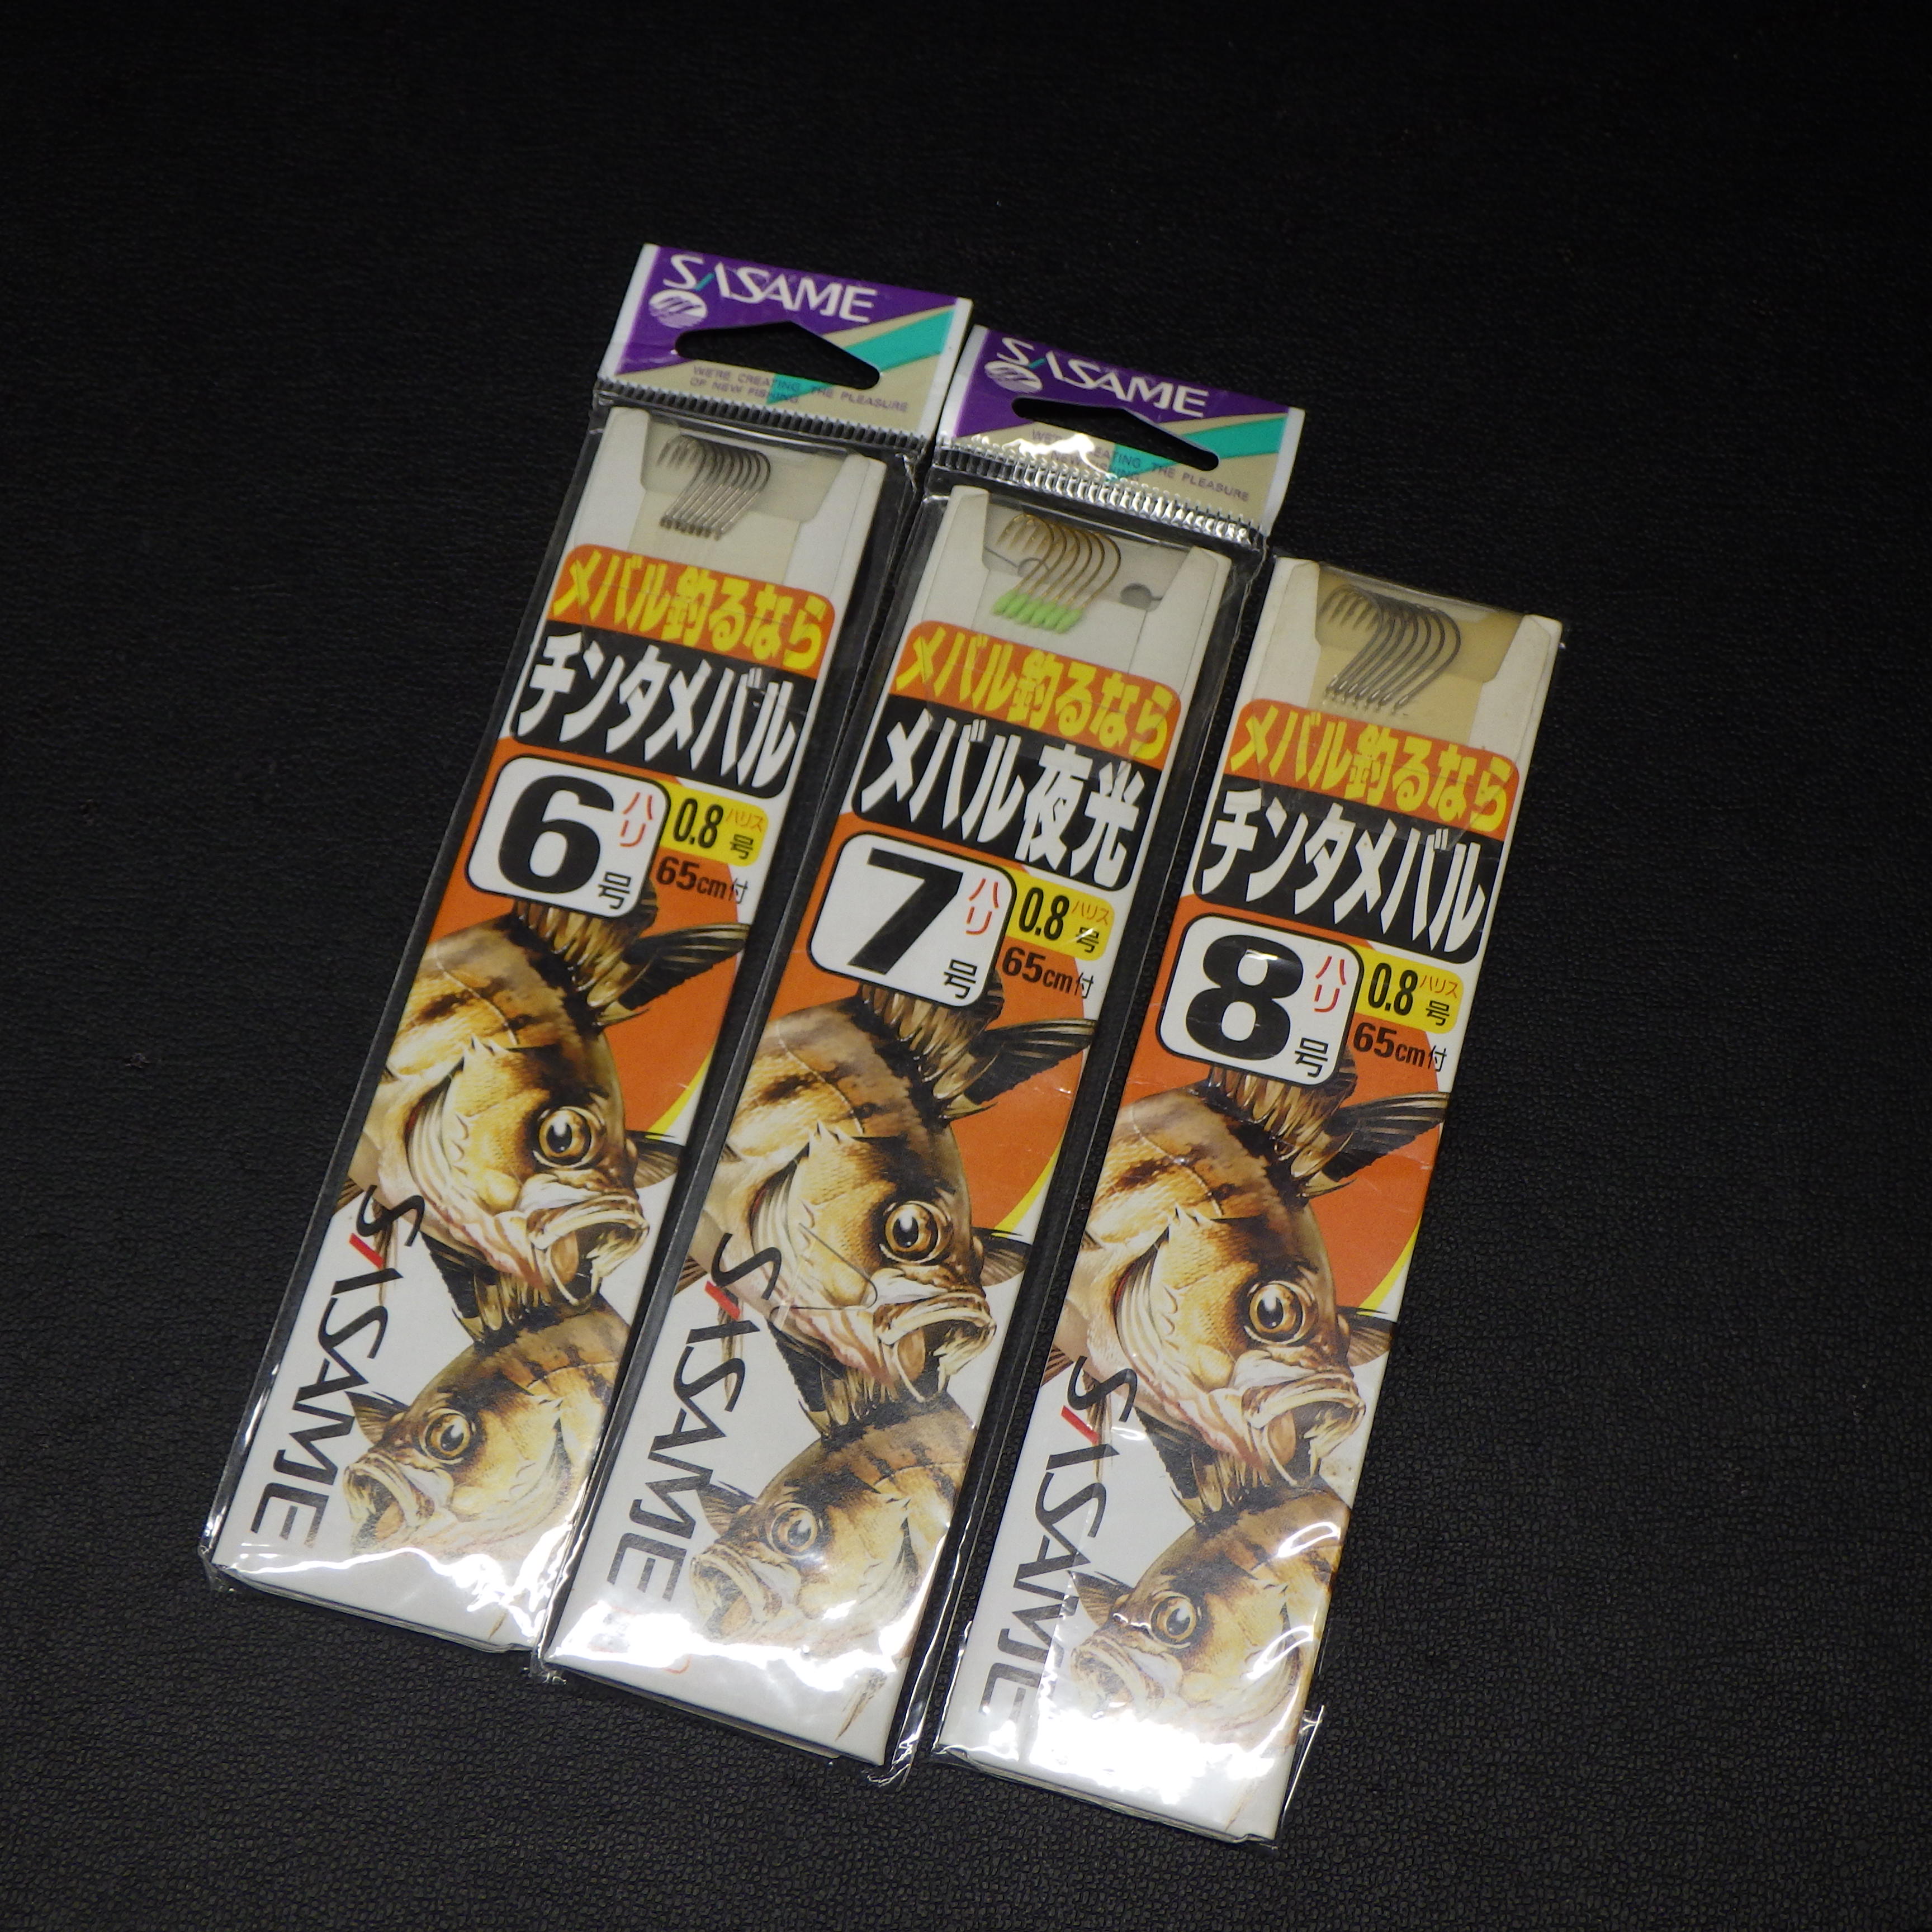 SASAME
WE'RE CREATING THE PLEASURE
OF NEW FISHING
メバル釣るなら
チンタメバル
6 ハリ 号
0.8 ハリス 号
65cm付
SASAME
SASAME
THE PLEASURE
メバル釣るなら
メバル夜光
7 ハリ 号
0.8 ハリス 号
65cm付
SASAME
メバル釣るなら
チンタメバル
8 ハリ 号
0.8 ハリス 号
65cm付
SASAME